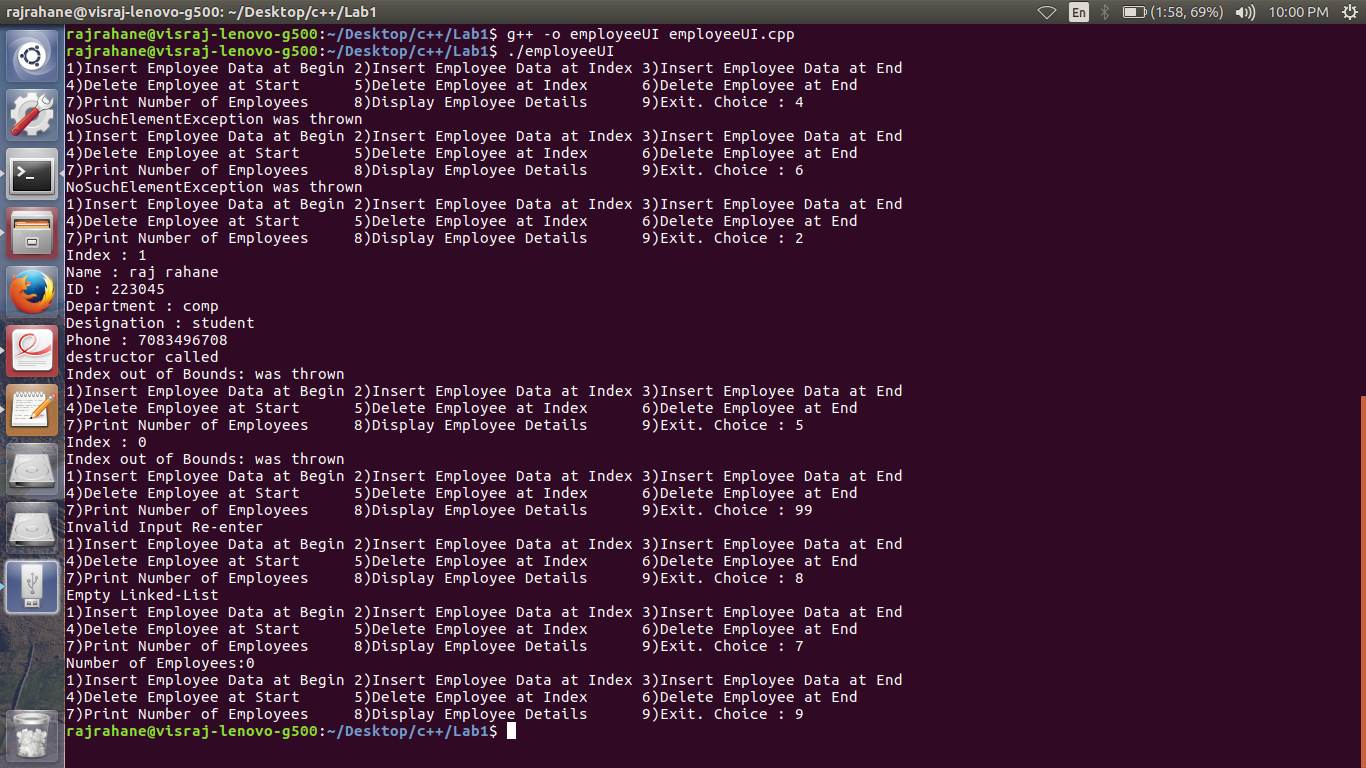 rajrahane@visraj-lenovo-g500: ~/Desktop/c++/Lab1 En (1:58, 69%) 10:00 PM
rajrahane@visraj-lenovo-g500:~/Desktop/c++/Lab1$ g++ -o employeeUI employeeUI.cpp
rajrahane@visraj-lenovo-g500:~/Desktop/c++/Lab1$ ./employeeUI
1)Insert Employee Data at Begin 2)Insert Employee Data at Index 3)Insert Employee Data at End
4)Delete Employee at Start      5)Delete Employee at Index      6)Delete Employee at End
7)Print Number of Employees     8)Display Employee Details      9)Exit. Choice : 4
NoSuchElementException was thrown
1)Insert Employee Data at Begin 2)Insert Employee Data at Index 3)Insert Employee Data at End
4)Delete Employee at Start      5)Delete Employee at Index      6)Delete Employee at End
7)Print Number of Employees     8)Display Employee Details      9)Exit. Choice : 6
NoSuchElementException was thrown
1)Insert Employee Data at Begin 2)Insert Employee Data at Index 3)Insert Employee Data at End
4)Delete Employee at Start      5)Delete Employee at Index      6)Delete Employee at End
7)Print Number of Employees     8)Display Employee Details      9)Exit. Choice : 2
Index : 1
Name : raj rahane
ID : 223045
Department : comp
Designation : student
Phone : 7083496708
destructor called
Index out of Bounds: was thrown
1)Insert Employee Data at Begin 2)Insert Employee Data at Index 3)Insert Employee Data at End
4)Delete Employee at Start      5)Delete Employee at Index      6)Delete Employee at End
7)Print Number of Employees     8)Display Employee Details      9)Exit. Choice : 5
Index : 0
Index out of Bounds: was thrown
1)Insert Employee Data at Begin 2)Insert Employee Data at Index 3)Insert Employee Data at End
4)Delete Employee at Start      5)Delete Employee at Index      6)Delete Employee at End
7)Print Number of Employees     8)Display Employee Details      9)Exit. Choice : 99
Invalid Input Re-enter
1)Insert Employee Data at Begin 2)Insert Employee Data at Index 3)Insert Employee Data at End
4)Delete Employee at Start      5)Delete Employee at Index      6)Delete Employee at End
7)Print Number of Employees     8)Display Employee Details      9)Exit. Choice : 8
Empty Linked-List
1)Insert Employee Data at Begin 2)Insert Employee Data at Index 3)Insert Employee Data at End
4)Delete Employee at Start      5)Delete Employee at Index      6)Delete Employee at End
7)Print Number of Employees     8)Display Employee Details      9)Exit. Choice : 7
Number of Employees:0
1)Insert Employee Data at Begin 2)Insert Employee Data at Index 3)Insert Employee Data at End
4)Delete Employee at Start      5)Delete Employee at Index      6)Delete Employee at End
7)Print Number of Employees     8)Display Employee Details      9)Exit. Choice : 9
rajrahane@visraj-lenovo-g500:~/Desktop/c++/Lab1$